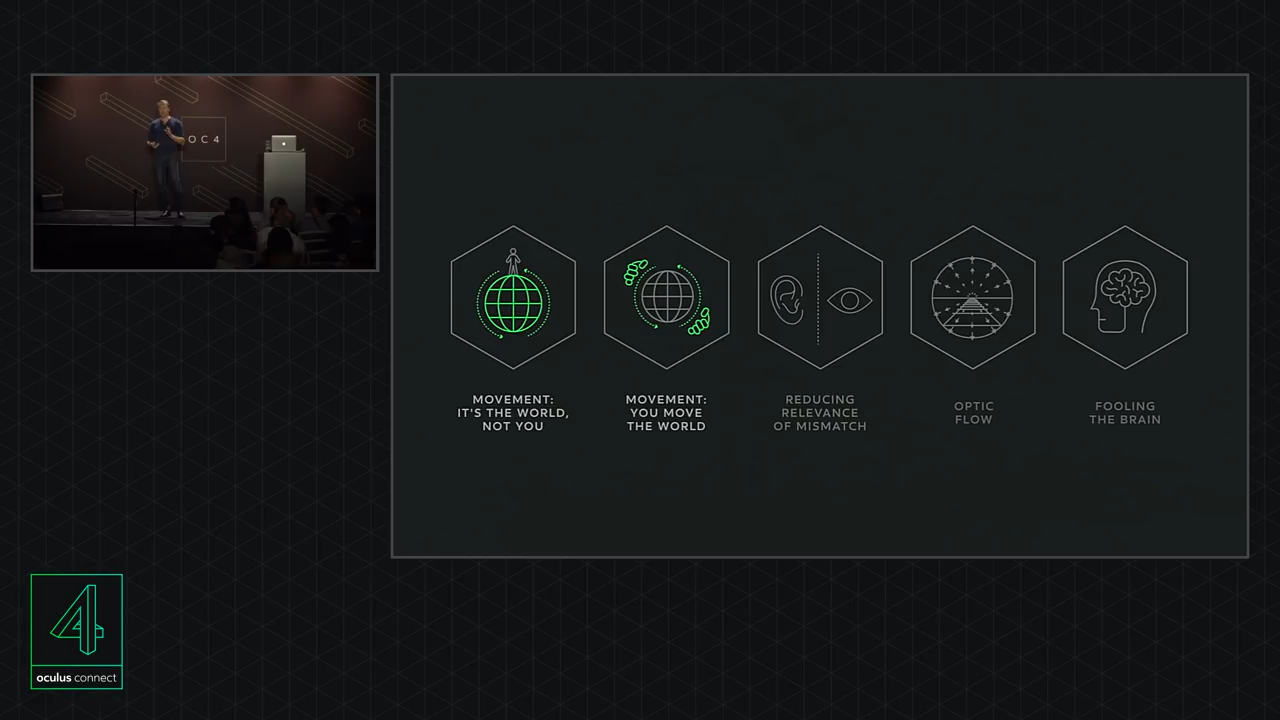 OC4
MOVEMENT:
IT'S THE WORLD,
NOT YOU
MOVEMENT:
YOU MOVE
THE WORLD
REDUCING
RELEVANCE
OF MISMATCH
OPTIC
FLOW
FOOLING
THE BRAIN
4
oculus connect